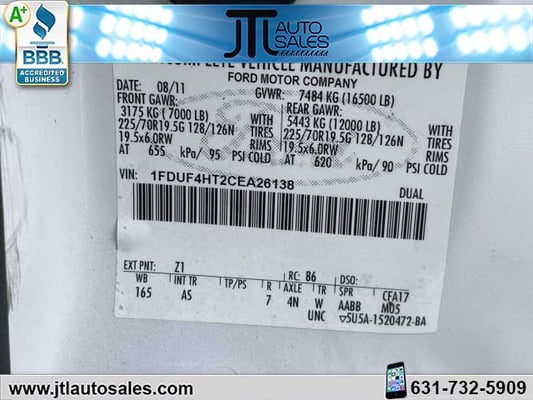 A+
BBB.
ACCREDITED
BUSINESS
JTL AUTO
SALES
INCOMPLETE VEHICLE MANUFACTURED BY
FORD MOTOR COMPANY
DATE: 08/11 GVWR: 7484 KG (16500 LB)
FRONT GAWR: REAR GAWR:
3175 KG (7000 LB) WITH 5443 KG (12000 LB) WITH
225/70R19.5G 128/126N TIRES 225/70R19.5G 128/126N TIRES
19.5x6.0RW RIMS 19.5x6.0RW RIMS
AT 655 kPa/ 95 PSI COLD AT 620 kPa/ 90 PSI COLD
VIN: 1FDUF4HT2CEA26138 DUAL
EXT PNT: Z1 RC: 86 DSO:
WB INT TR TP/PS R AXLE TR SPR CFA17
165 AS 7 4N W AABB M05
UNC ▽5U5A-1520472-BA
www.jtlautosales.com 631-732-5909